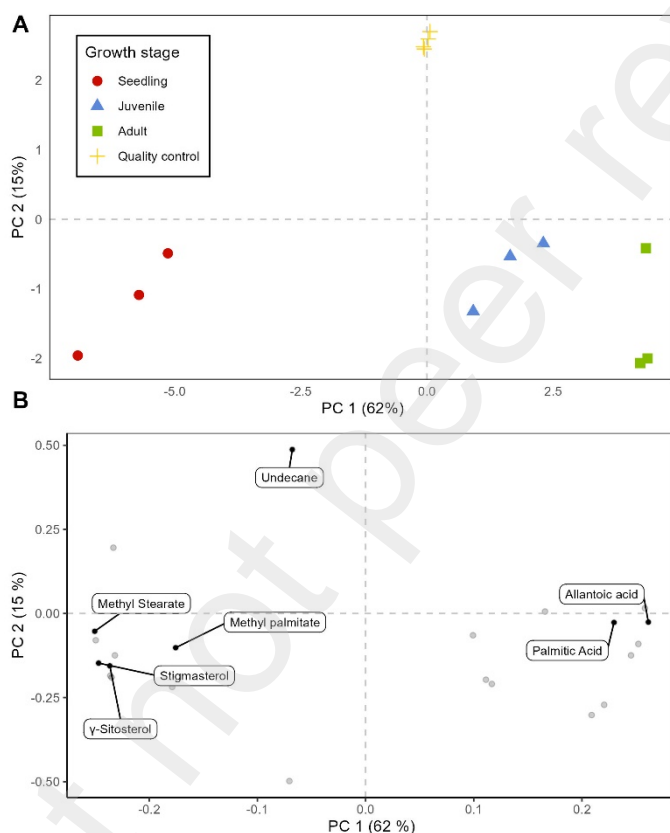 A
Growth stage
Seedling
Juvenile
Adult
Quality control
2
1
0
-1
-2
PC 2 (15%)
-5.0
-2.5
0.0
2.5
PC 1 (62%)
B
0.50
0.25
0.00
-0.25
-0.50
PC 2 (15 %)
Undecane
Methyl Stearate
Methyl palmitate
Stigmasterol
γ-Sitosterol
Allantoic acid
Palmitic Acid
-0.2
-0.1
0.0
0.1
0.2
PC 1 (62 %)
not peer re